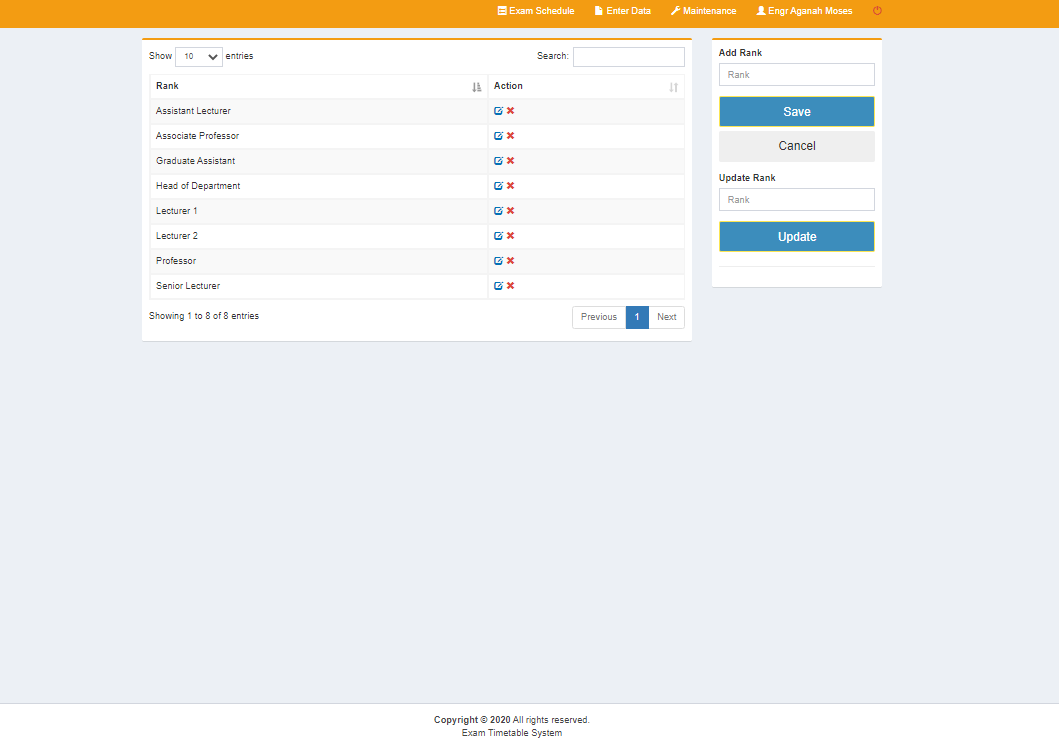 Exam Schedule Enter Data Maintenance Engr Aganah Moses
Show 10 entries Search:
Rank Action
Assistant Lecturer
Associate Professor
Graduate Assistant
Head of Department
Lecturer 1
Lecturer 2
Professor
Senior Lecturer
Showing 1 to 8 of 8 entries Previous 1 Next
Add Rank
Rank
Save
Cancel
Update Rank
Rank
Update
Copyright © 2020 All rights reserved.
Exam Timetable System